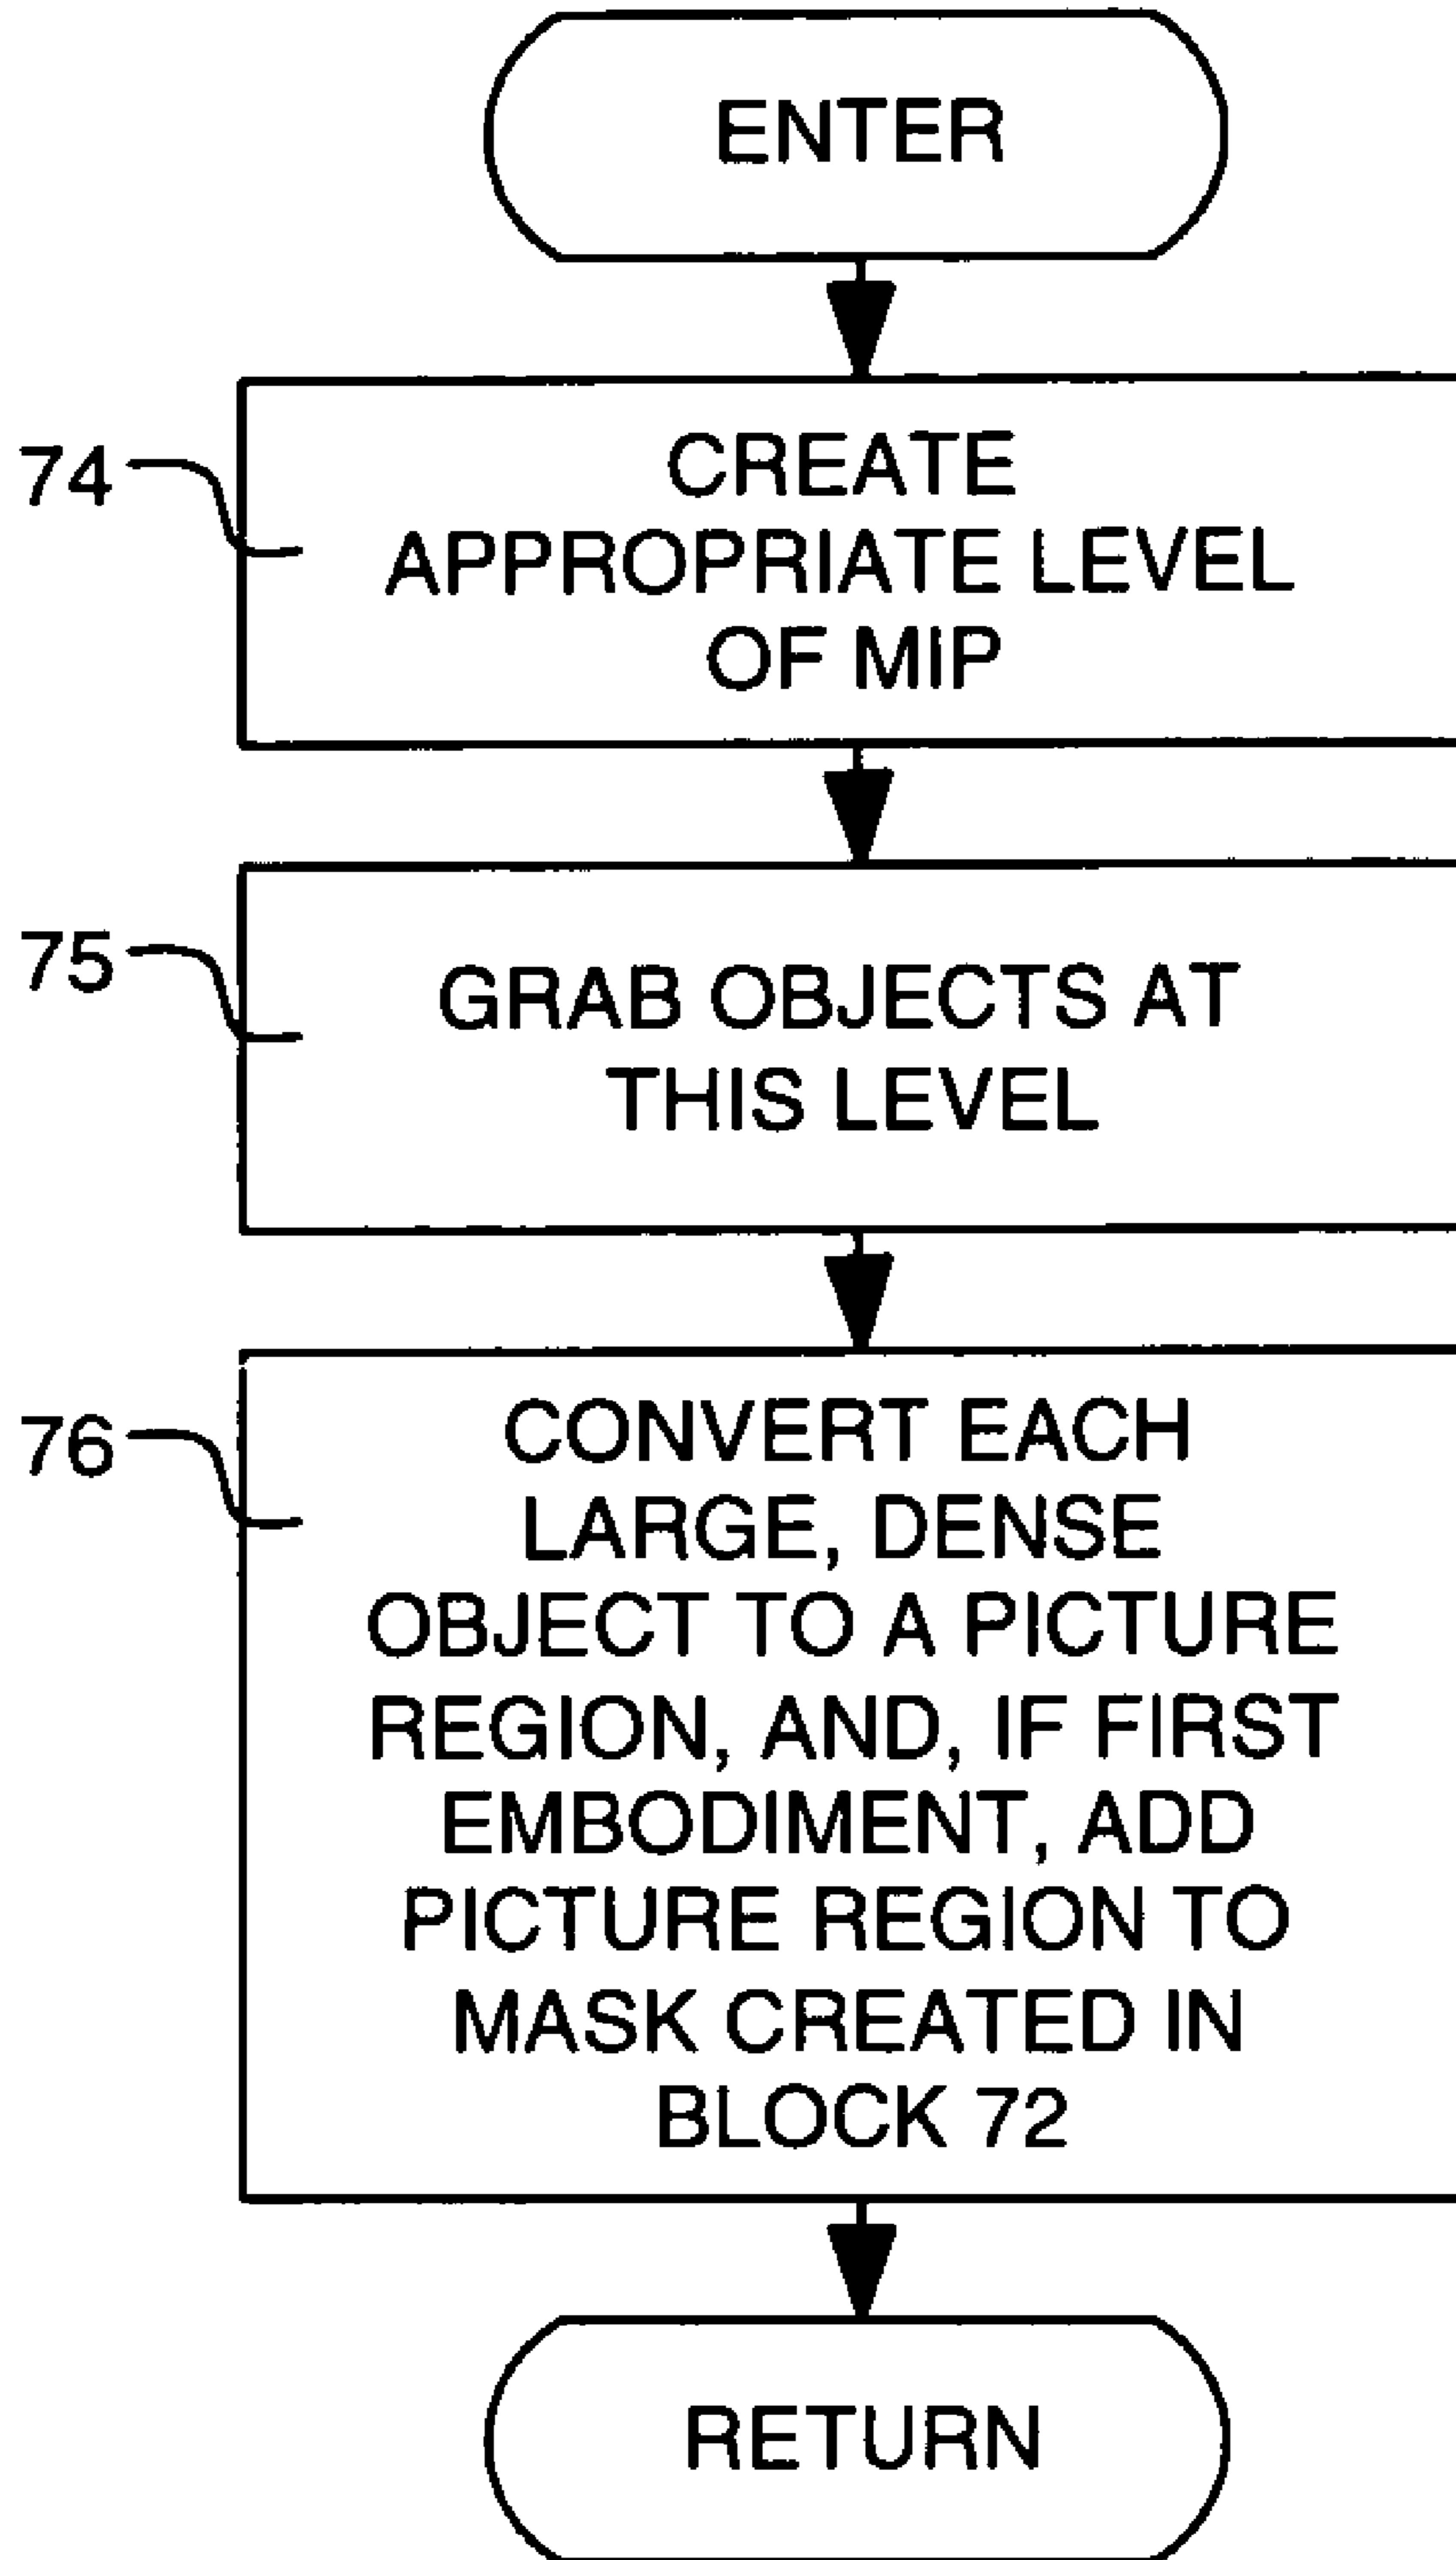 ENTER
74
CREATE
APPROPRIATE LEVEL
OF MIP
75
GRAB OBJECTS AT
THIS LEVEL
76
CONVERT EACH
LARGE, DENSE
OBJECT TO A PICTURE
REGION, AND, IF FIRST
EMBODIMENT, ADD
PICTURE REGION TO
MASK CREATED IN
BLOCK 72
RETURN